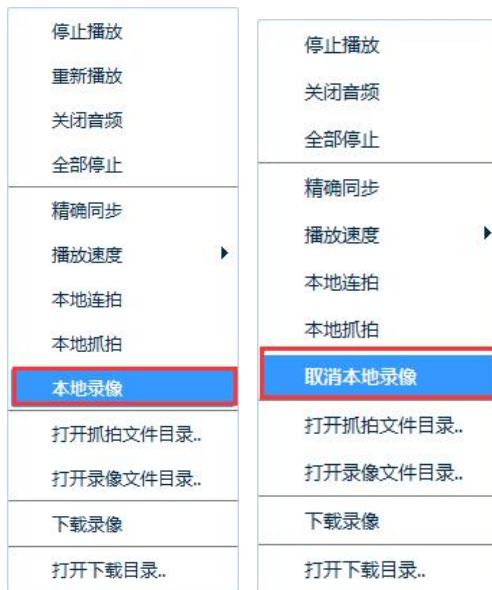 停止播放
重新播放
关闭音频
全部停止
精确同步
播放速度
本地连拍
本地抓拍
本地录像
打开抓拍文件目录..
打开录像文件目录..
下载录像
打开下载目录..
停止播放
关闭音频
全部停止
精确同步
播放速度
本地连拍
本地抓拍
取消本地录像
打开抓拍文件目录..
打开录像文件目录..
下载录像
打开下载目录..